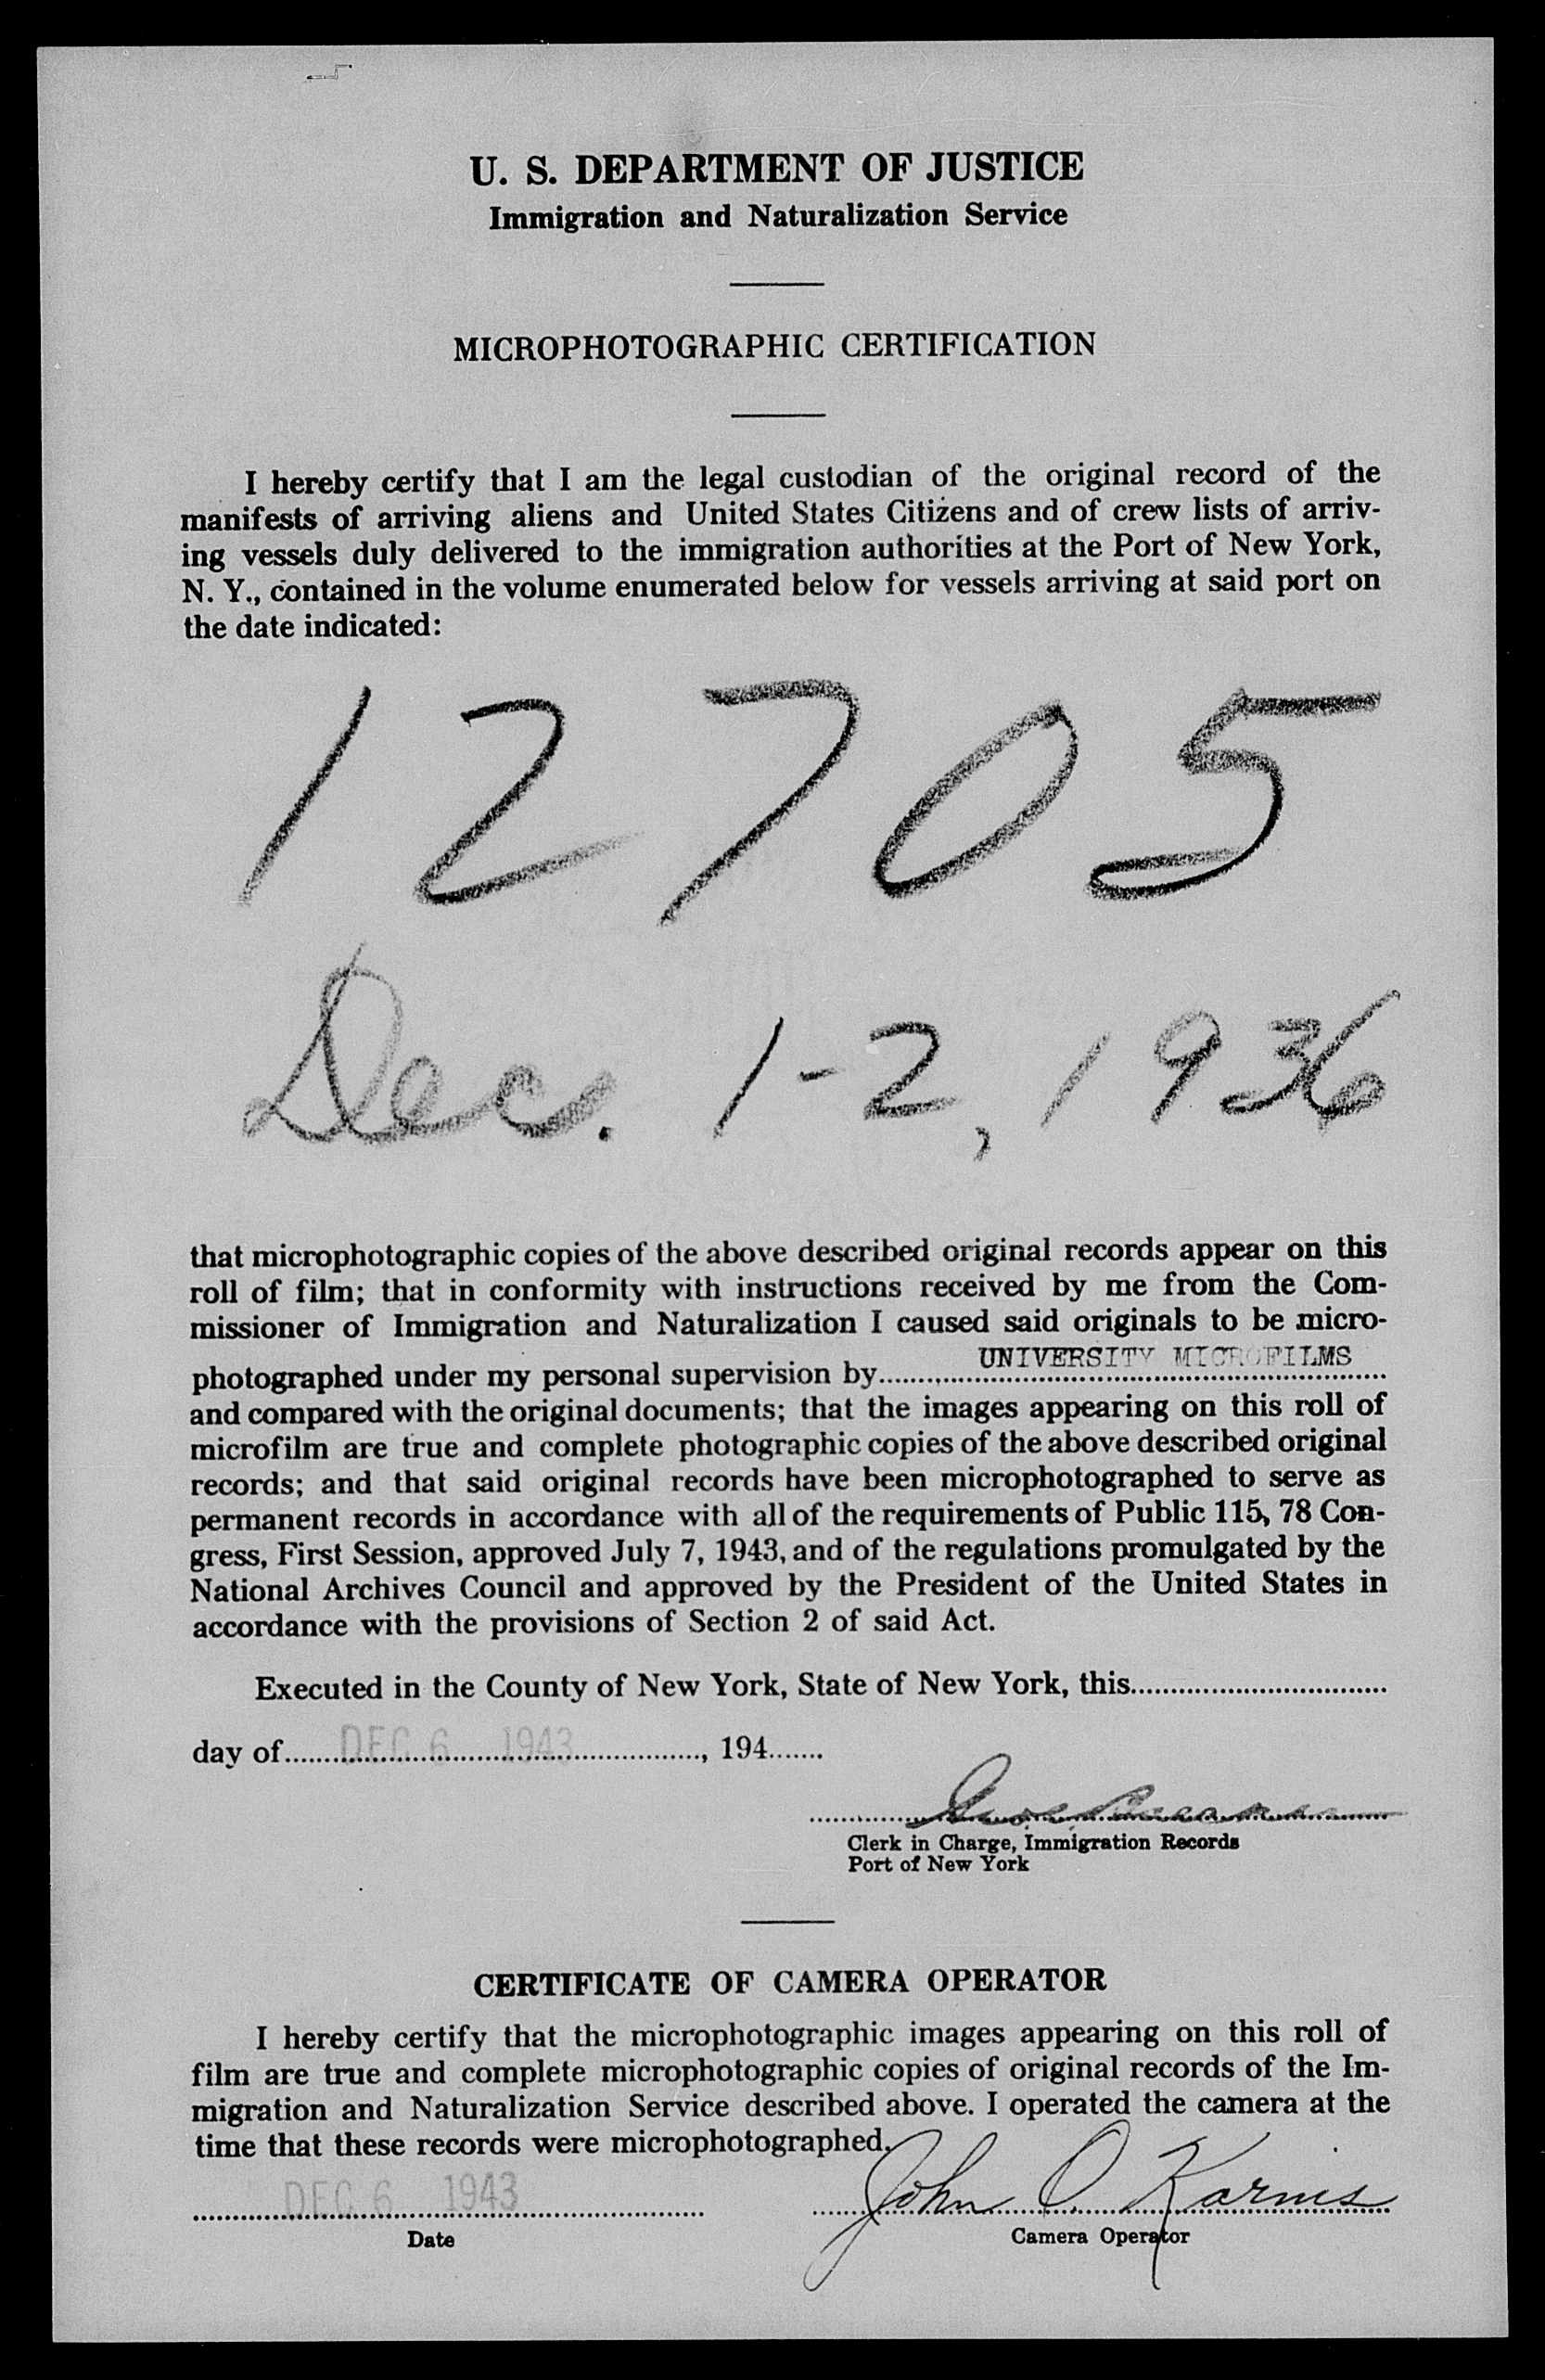 U. S. DEPARTMENT OF JUSTICE
Immigration and Naturalization Service
MICROPHOTOGRAPHIC CERTIFICATION
I hereby certify that I am the legal custodian of the original record of the
manifests of arriving aliens and United States Citizens and of crew lists of arriv-
ing vessels duly delivered to the immigration authorities at the Port of New York,
N. Y., contained in the volume enumerated below for vessels arriving at said port on
the date indicated:
12705
Dec. 1-2, 1936
that microphotographic copies of the above described original records appear on this
roll of film; that in conformity with instructions received by me from the Com-
missioner of Immigration and Naturalization I caused said originals to be micro-
photographed under my personal supervision by UNIVERSITY MICROFILMS
and compared with the original documents; that the images appearing on this roll of
microfilm are true and complete photographic copies of the above described original
records; and that said original records have been microphotographed to serve as
permanent records in accordance with all of the requirements of Public 115, 78 Con-
gress, First Session, approved July 7, 1943, and of the regulations promulgated by the
National Archives Council and approved by the President of the United States in
accordance with the provisions of Section 2 of said Act.
Executed in the County of New York, State of New York, this
day of DEC 6 1943, 194
Clerk in Charge, Immigration Records
Port of New York
CERTIFICATE OF CAMERA OPERATOR
I hereby certify that the microphotographic images appearing on this roll of
film are true and complete microphotographic copies of original records of the Im-
migration and Naturalization Service described above. I operated the camera at the
time that these records were microphotographed.
DEC 6 1943 John O. Karnis
Date Camera Operator